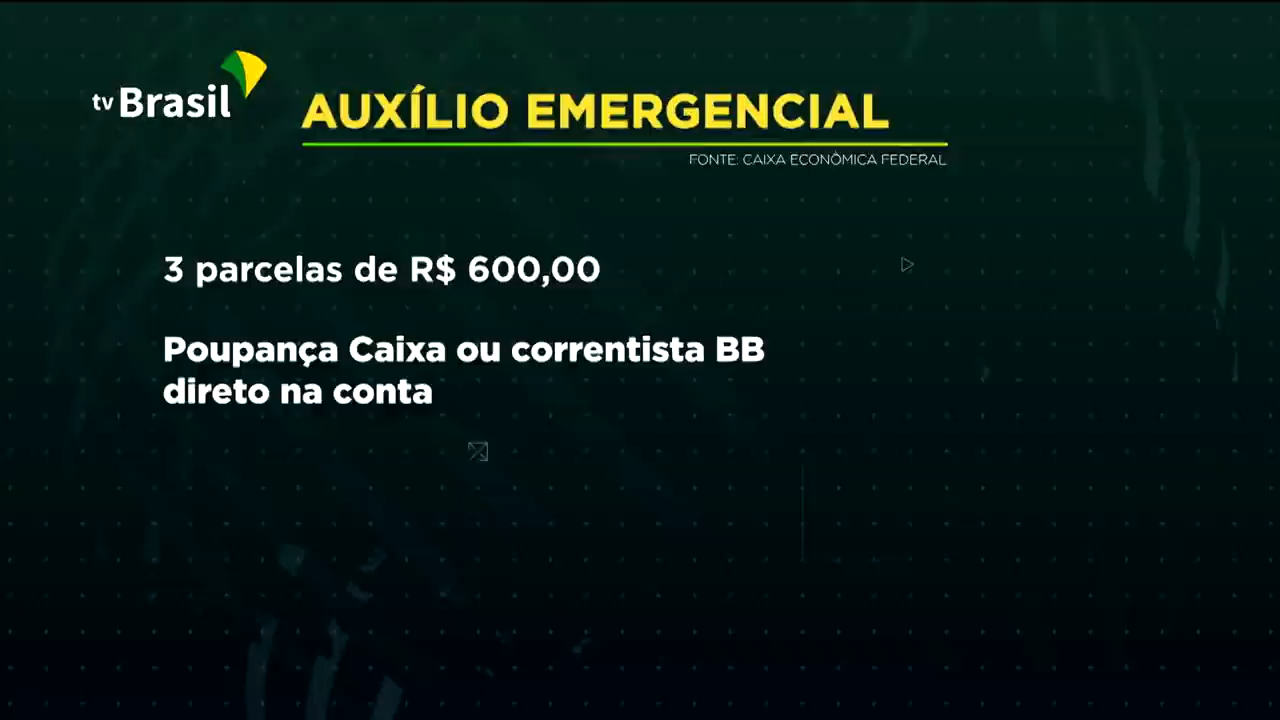 tv Brasil
AUXÍLIO EMERGENCIAL
FONTE: CAIXA ECONÔMICA FEDERAL
3 parcelas de R$ 600,00
Poupança Caixa ou correntista BB
direto na conta